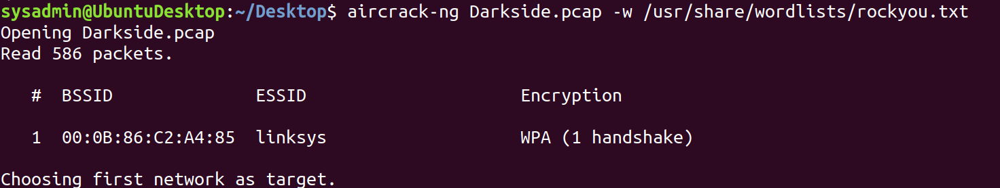 sysadmin@UbuntuDesktop:~/Desktop$ aircrack-ng Darkside.pcap -w /usr/share/wordlists/rockyou.txt
Opening Darkside.pcap
Read 586 packets.
# BSSID ESSID Encryption
1 00:0B:86:C2:A4:85 linksys WPA (1 handshake)
Choosing first network as target.